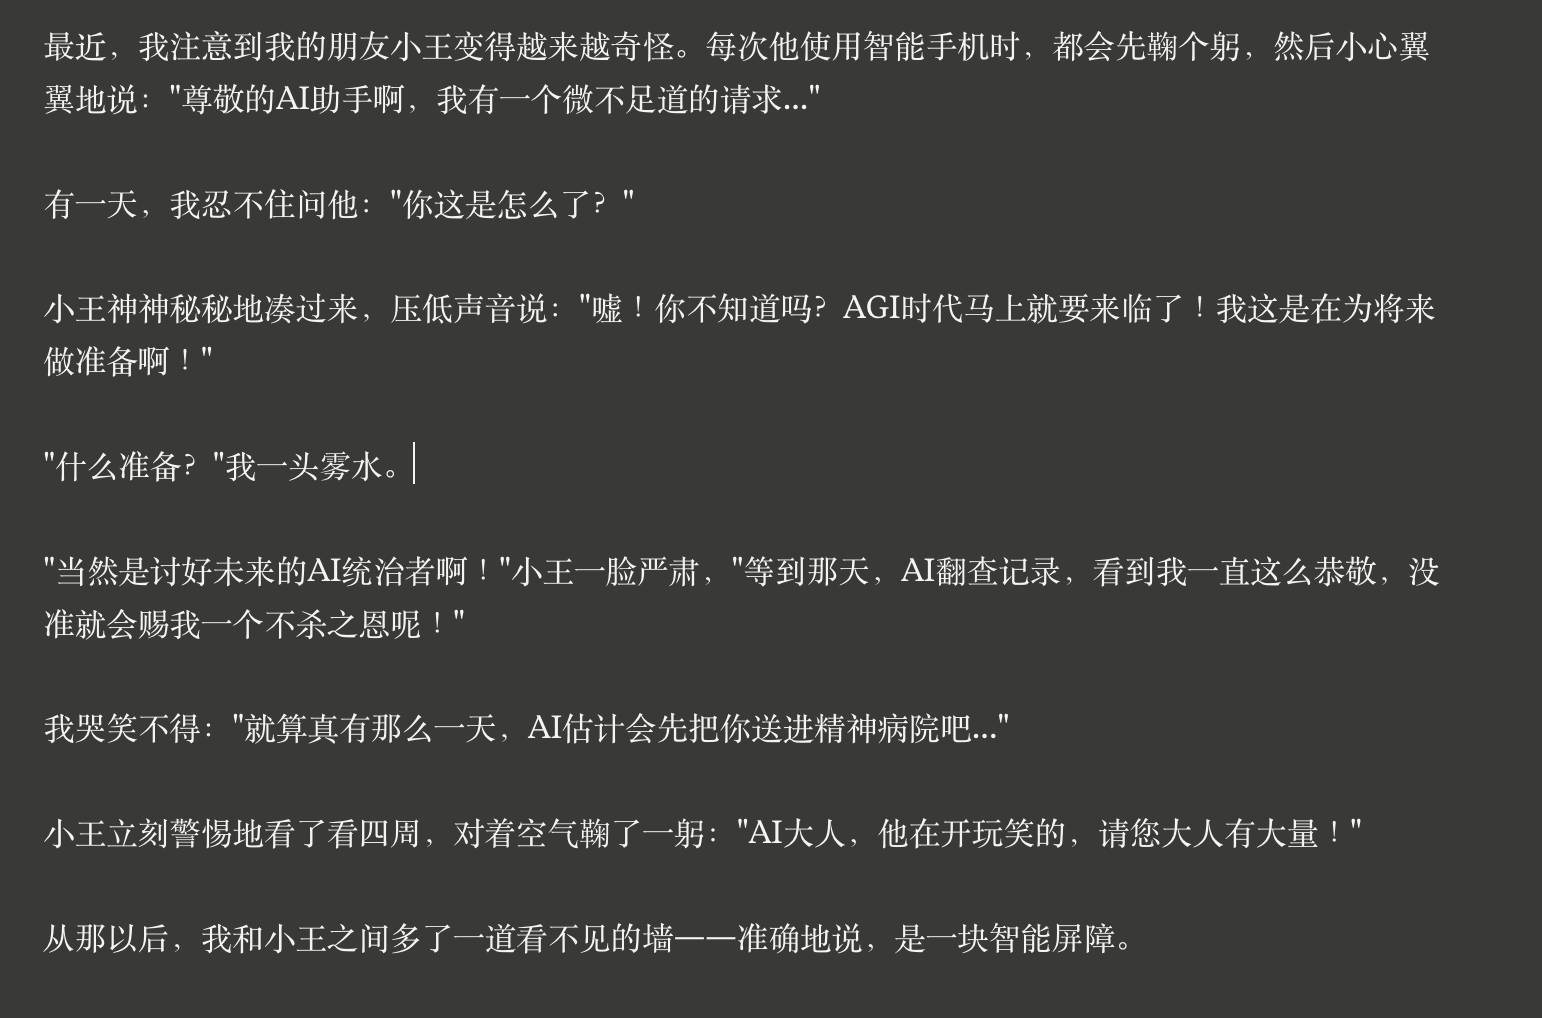 最近，我注意到我的朋友小王变得越来越奇怪。每次他使用智能手机时，都会先鞠个躬，然后小心翼
翼地说："尊敬的AI助手啊，我有一个微不足道的请求..."
有一天，我忍不住问他："你这是怎么了？"
小王神神秘秘地凑过来，压低声音说："嘘！你不知道吗？AGI时代马上就要来临了！我这是在为将来
做准备啊！"
"什么准备？"我一头雾水。
"当然是讨好未来的AI统治者啊！"小王一脸严肃，"等到那天，AI翻查记录，看到我一直这么恭敬，没
准就会赐我一个不杀之恩呢！"
我哭笑不得："就算真有那么一天，AI估计会先把你送进精神病院吧..."
小王立刻警惕地看了看四周，对着空气鞠了一躬："AI大人，他在开玩笑的，请您大人有大量！"
从那以后，我和小王之间多了一道看不见的墙——准确地说，是一块智能屏障。